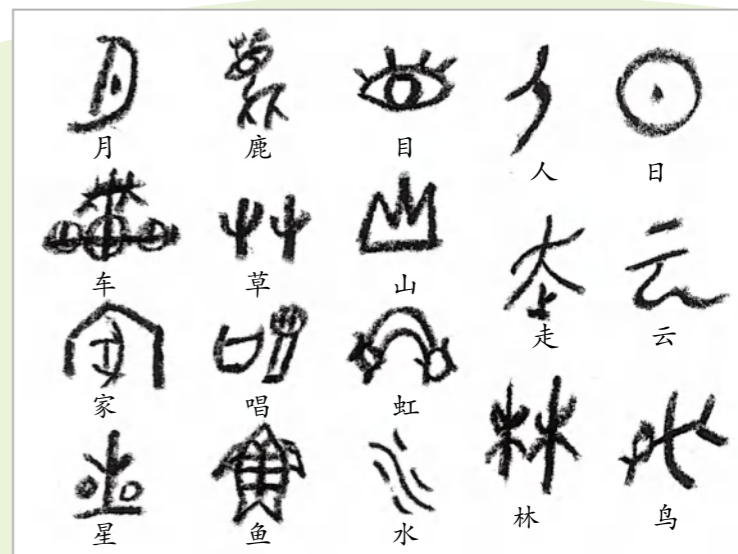 月 鹿 目 人 日
车 草 山 走 云
家 唱 虹
星 鱼 水 林 鸟